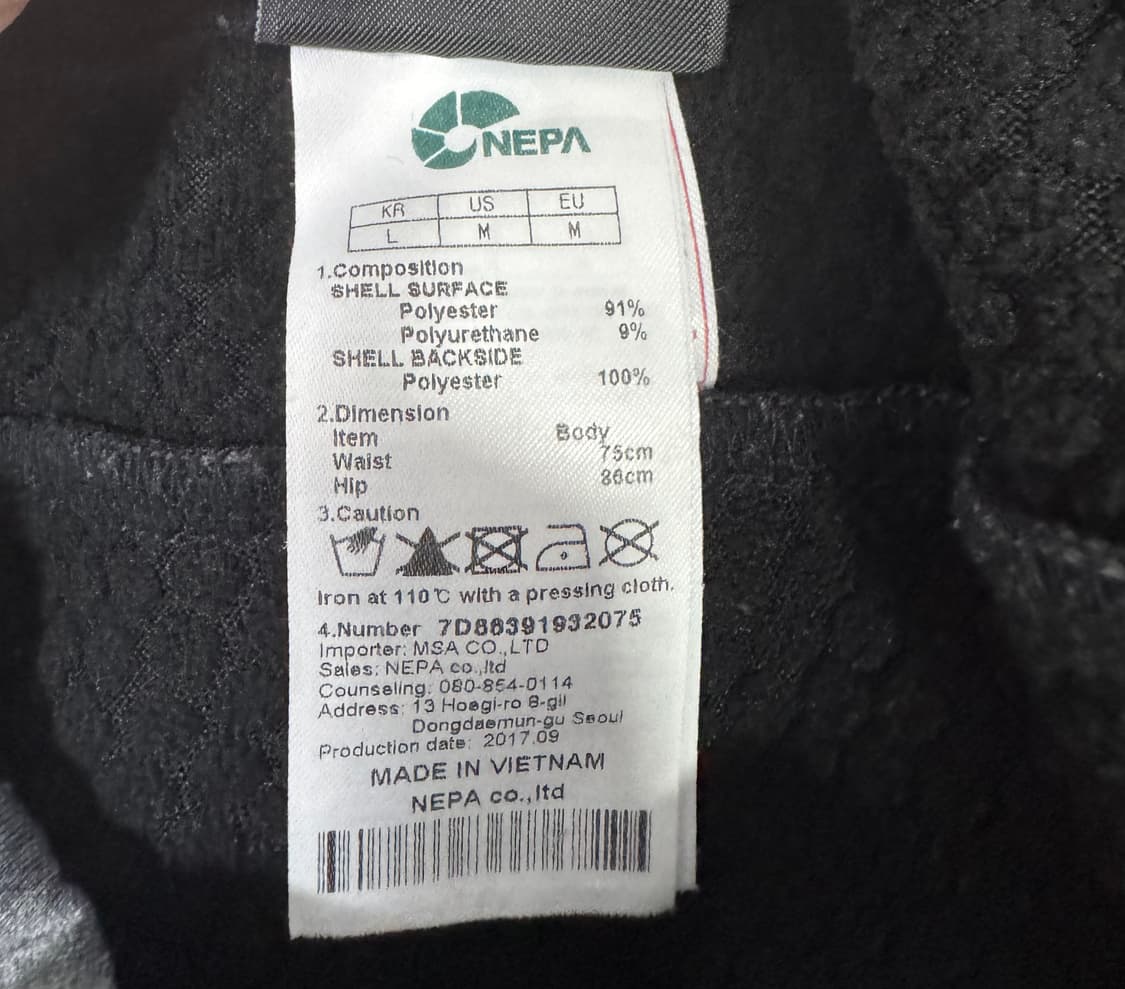 NEPA
KR US EU
L M M
1.Composition
SHELL SURFACE
Polyester 91%
Polyurethane 9%
SHELL BACKSIDE
Polyester 100%
2.Dimension
Item Body
Waist 75cm
Hip 86cm
3.Caution
Iron at 110℃ with a pressing cloth.
4.Number 7D88391932075
Importer: MSA CO.,LTD
Sales: NEPA co.,ltd
Counseling: 080-854-0114
Address: 13 Hoegi-ro 8-gil
Dongdaemun-gu Seoul
Production date: 2017.09
MADE IN VIETNAM
NEPA co.,ltd